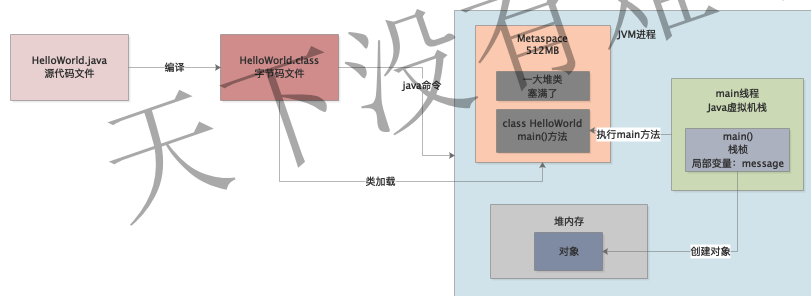 HelloWorld.java
源代码文件
编译
HelloWorld.class
字节码文件
java命令
类加载
JVM进程
Metaspace
512MB
一大堆类
塞满了
class HelloWorld
main()方法
执行main方法
main线程
Java虚拟机栈
main()
栈桢
局部变量：message
堆内存
对象
创建对象
天下没有